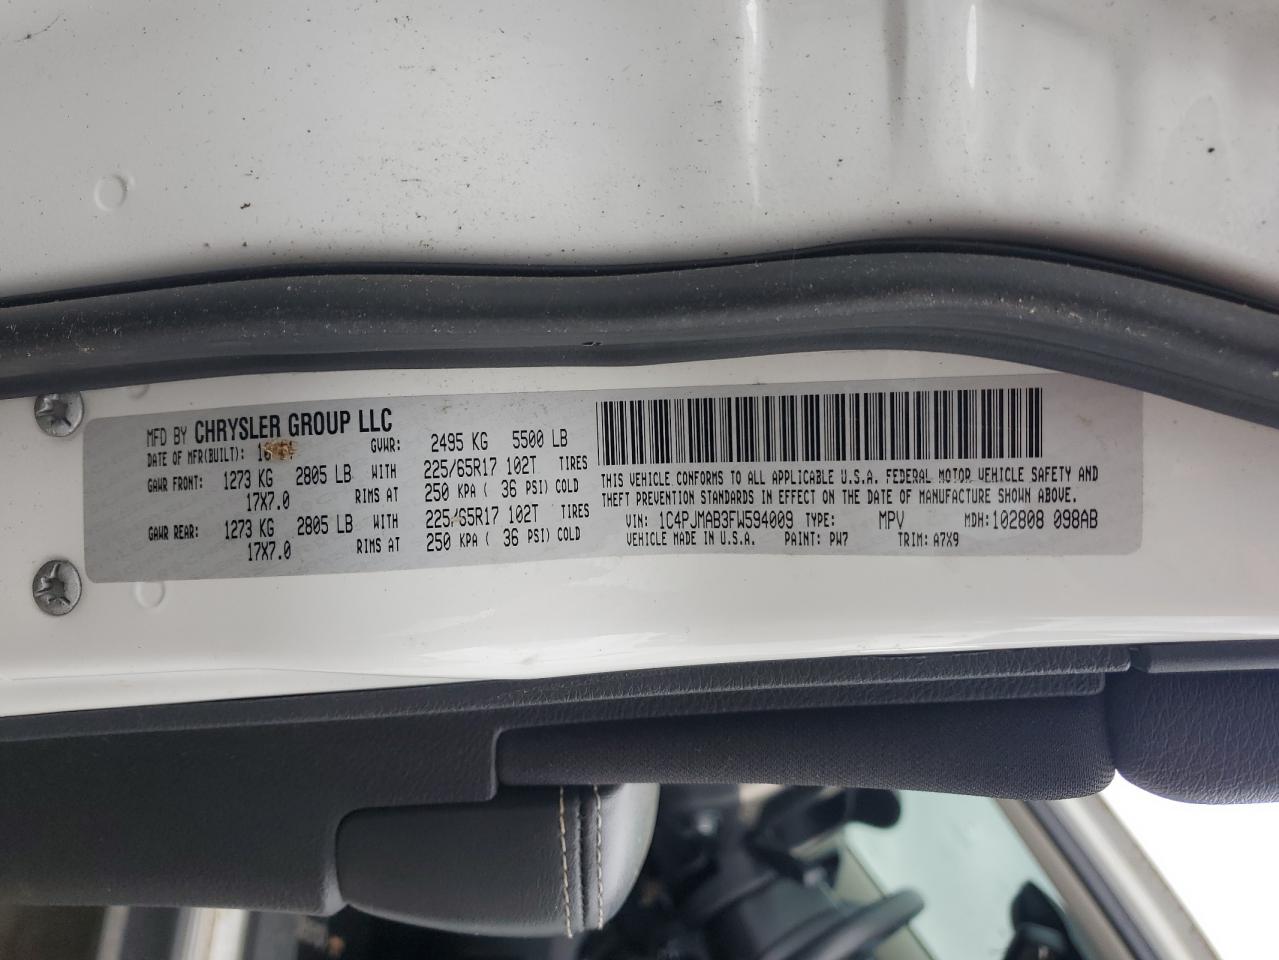 MFD BY CHRYSLER GROUP LLC
DATE OF MFR(BUILT): GVWR: 2495 KG 5500 LB
GAWR FRONT: 1273 KG 2805 LB WITH 225/65R17 102T TIRES
17X7.0 RIMS AT 250 KPA ( 36 PSI) COLD
GAWR REAR: 1273 KG 2805 LB WITH 225/65R17 102T TIRES
17X7.0 RIMS AT 250 KPA ( 36 PSI) COLD
THIS VEHICLE CONFORMS TO ALL APPLICABLE U.S.A. FEDERAL MOTOR VEHICLE SAFETY AND
THEFT PREVENTION STANDARDS IN EFFECT ON THE DATE OF MANUFACTURE SHOWN ABOVE.
VIN: 1C4PJMAB3FW594009 TYPE: MPV MDH: 102808 098AB
VEHICLE MADE IN U.S.A. PAINT: PW7 TRIM: A7X9